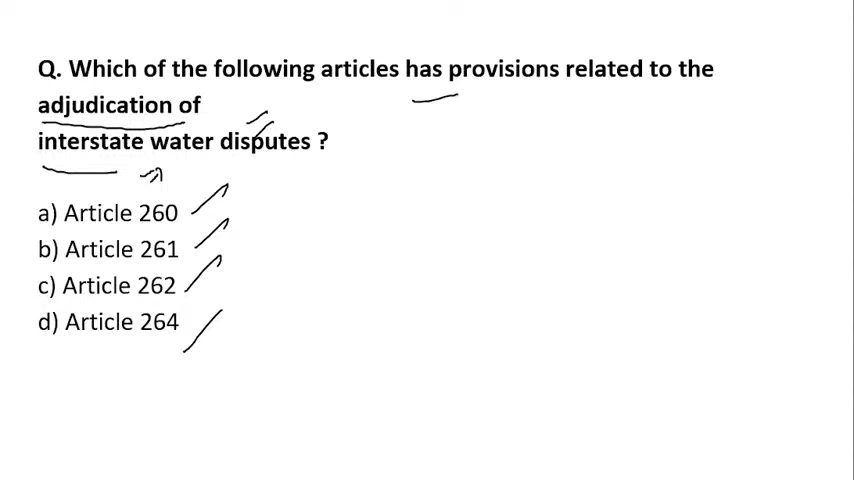 Q. Which of the following articles has provisions related to the
adjudication of
interstate water disputes ?
a) Article 260
b) Article 261
c) Article 262
d) Article 264